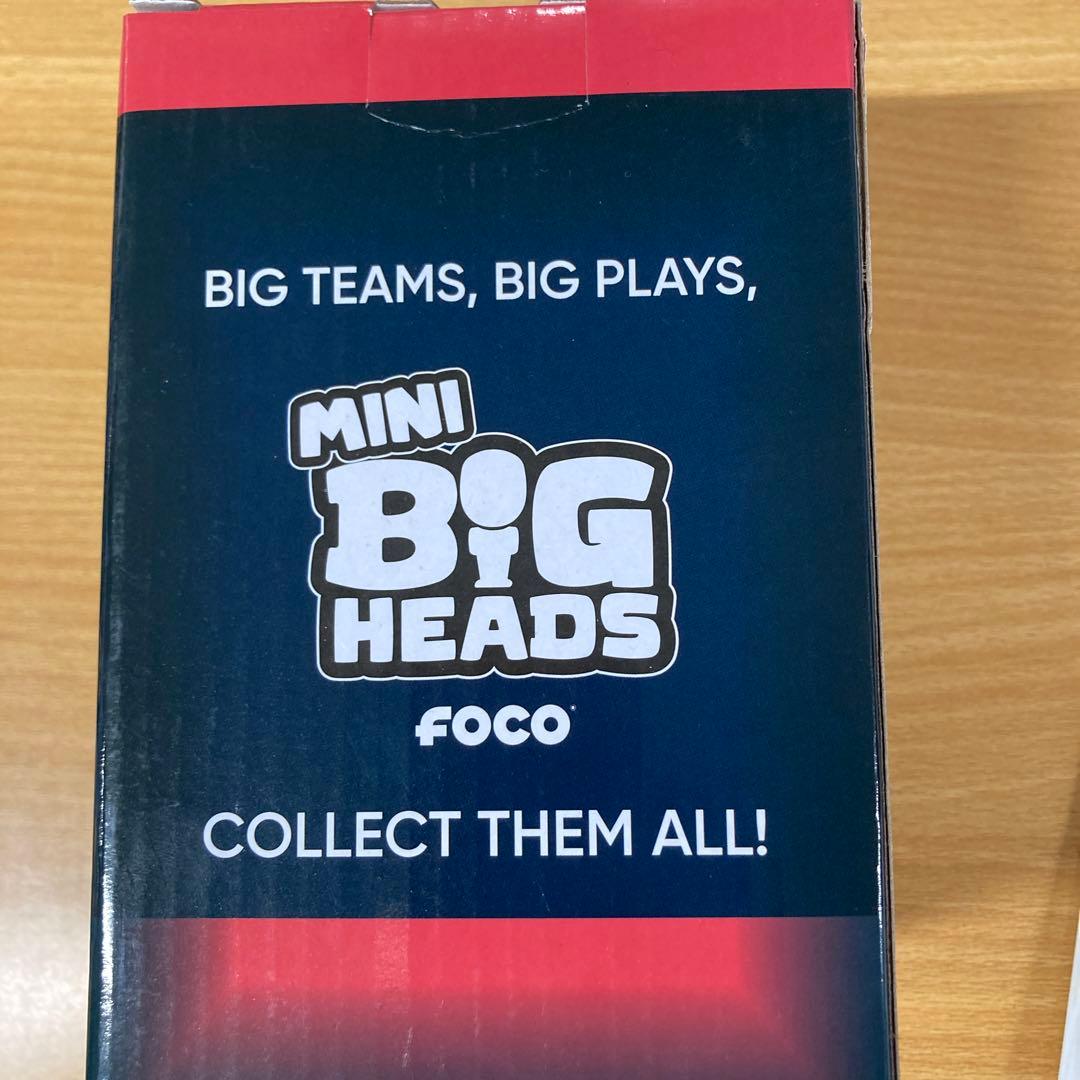 BIG TEAMS, BIG PLAYS,
MINI
BIG
HEADS
FOCO
COLLECT THEM ALL!